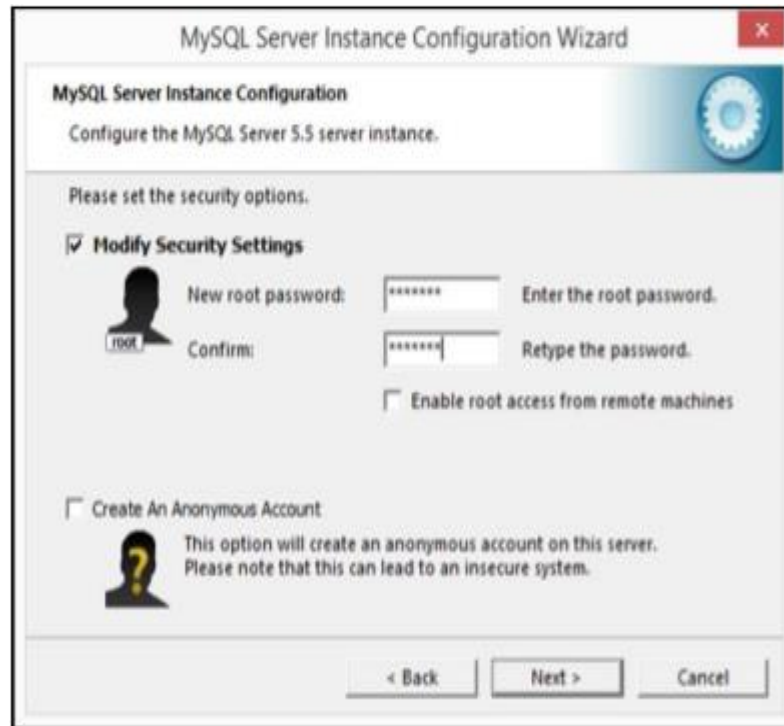 MySQL Server Instance Configuration Wizard
x
MySQL Server Instance Configuration
Configure the MySQL Server 5.5 server instance.
Please set the security options.
Modify Security Settings
New root password: ******* Enter the root password.
root
Confirm: ******* Retype the password.
Enable root access from remote machines
Create An Anonymous Account
?
This option will create an anonymous account on this server.
Please note that this can lead to an insecure system.
< Back Next > Cancel